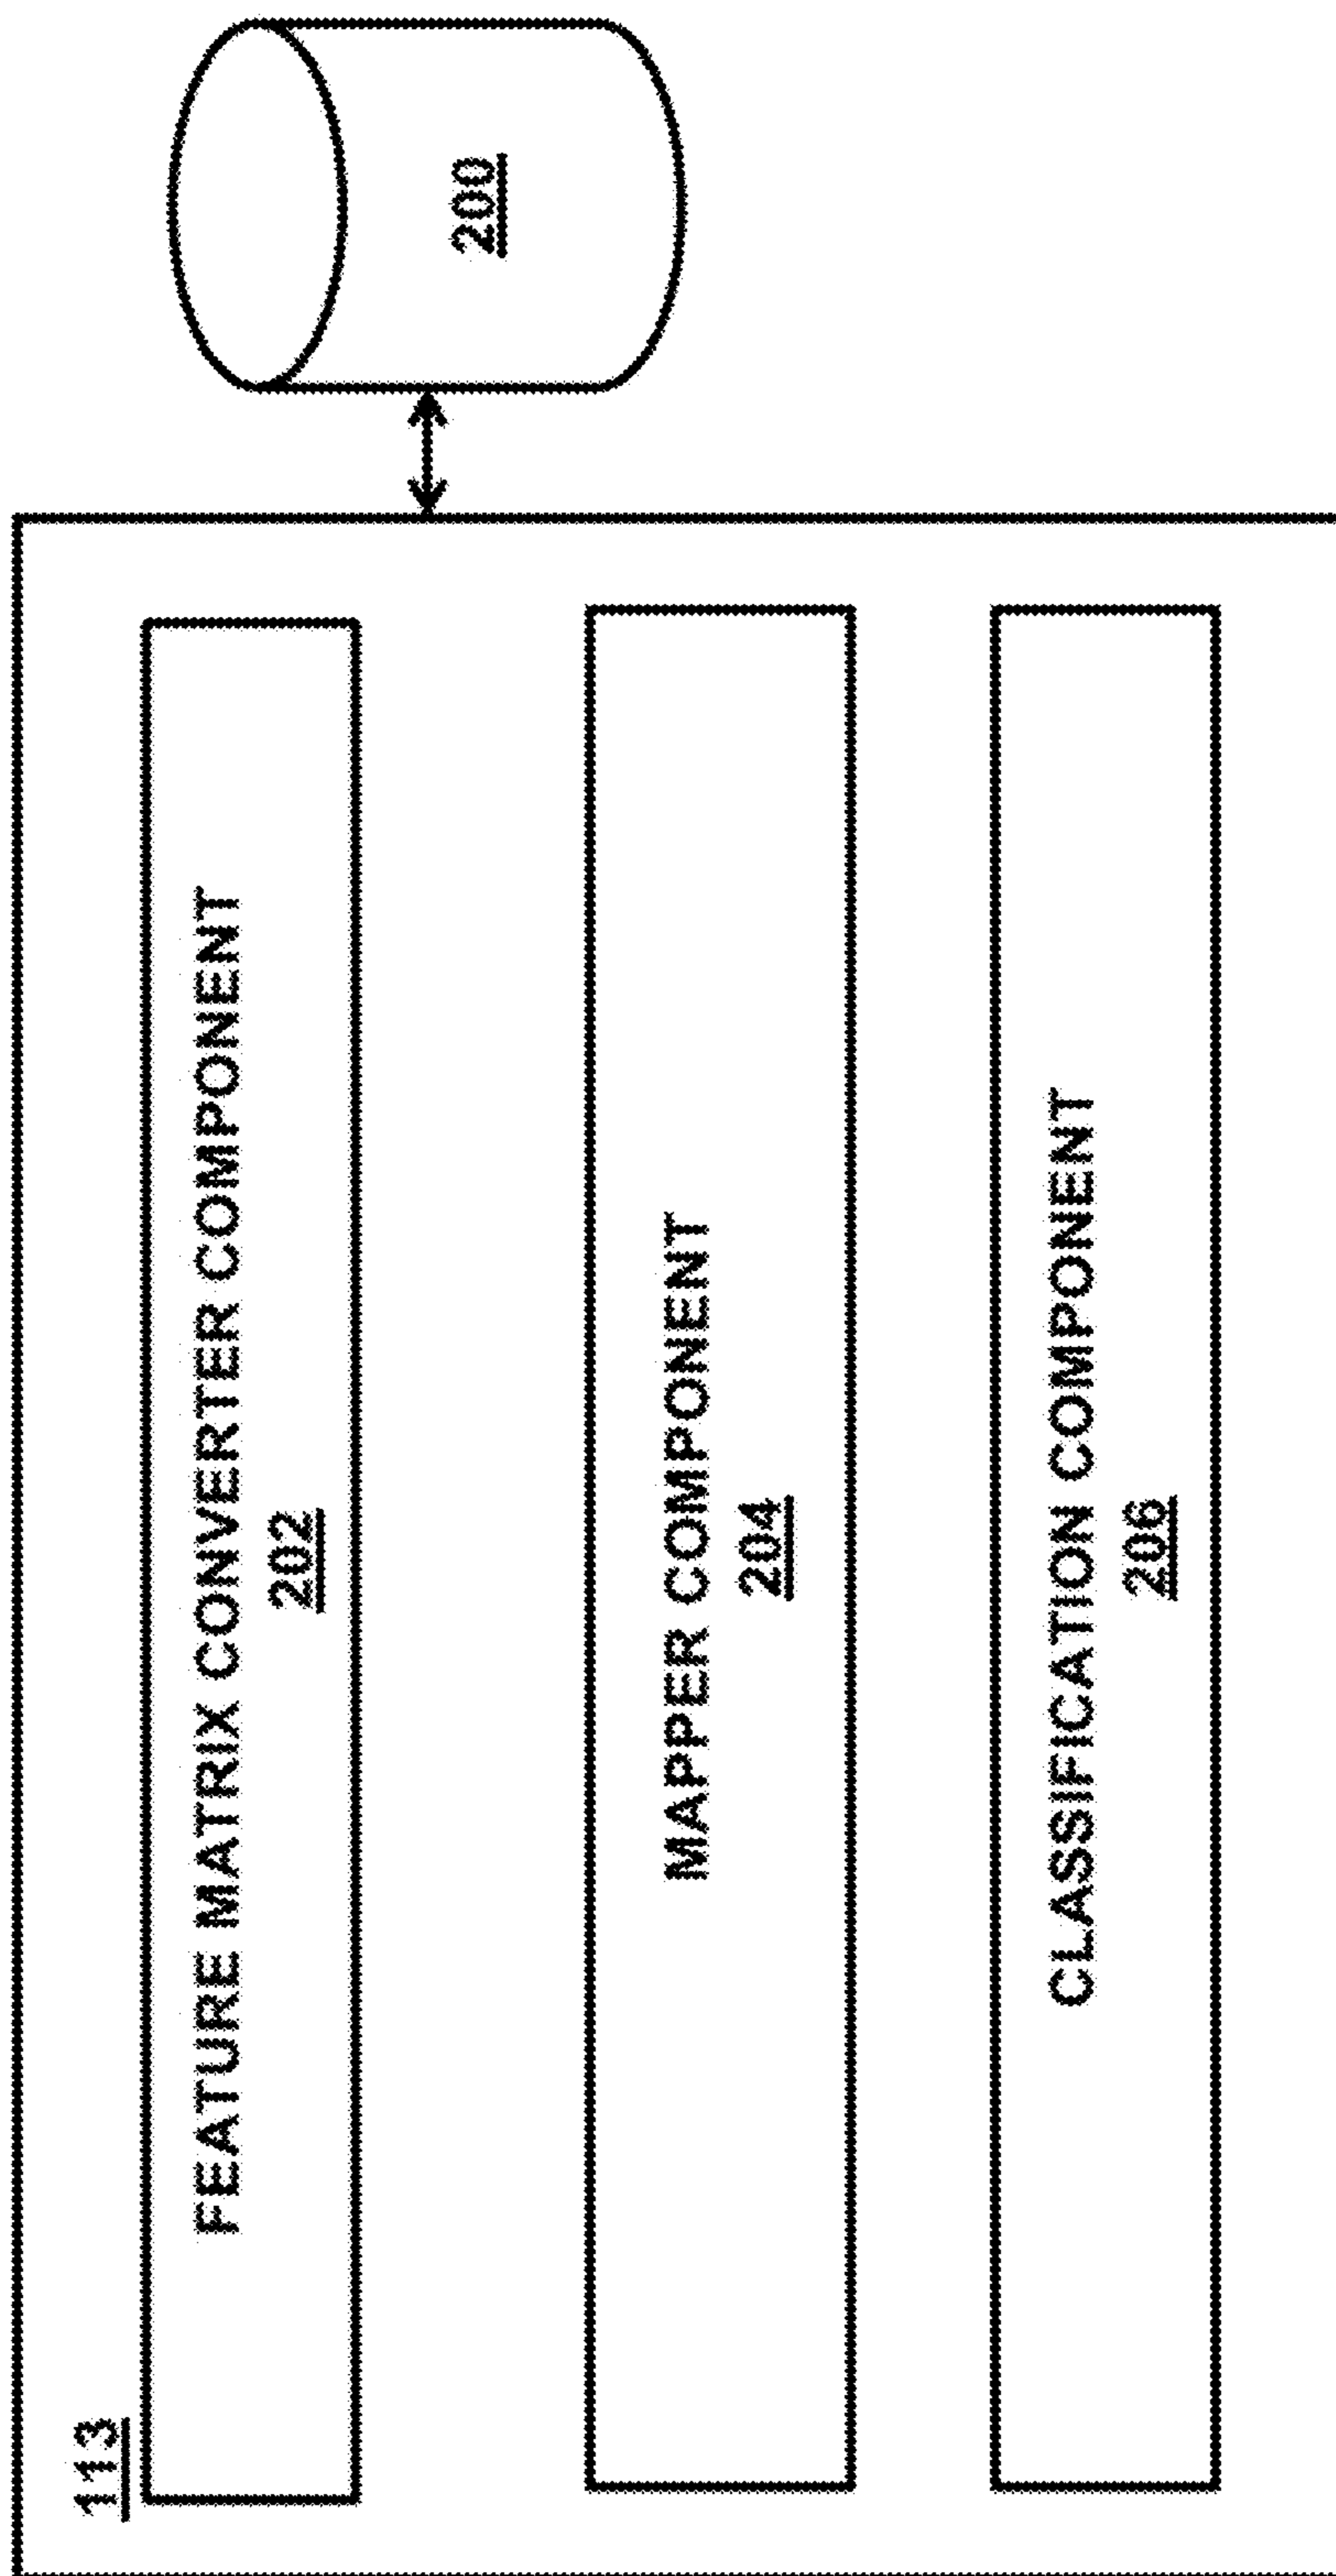 113
FEATURE MATRIX CONVERTER COMPONENT
202
MAPPER COMPONENT
204
CLASSIFICATION COMPONENT
206
200